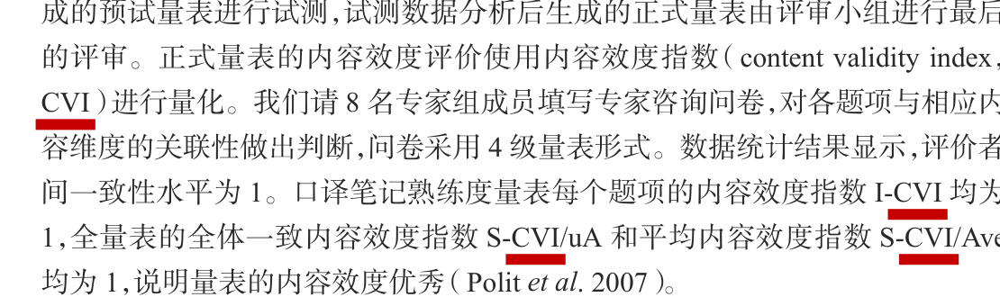 成的预试量表进行试测,试测数据分析后生成的正式量表由评审小组进行最后
的评审。正式量表的内容效度评价使用内容效度指数(content validity index,
CVI)进行量化。我们请 8 名专家组成员填写专家咨询问卷,对各题项与相应内
容维度的关联性做出判断,问卷采用 4 级量表形式。数据统计结果显示,评价者
间一致性水平为 1。口译笔记熟练度量表每个题项的内容效度指数 I-CVI 均为
1,全量表的全体一致内容效度指数 S-CVI/uA 和平均内容效度指数 S-CVI/Ave
均为 1,说明量表的内容效度优秀(Polit et al. 2007)。